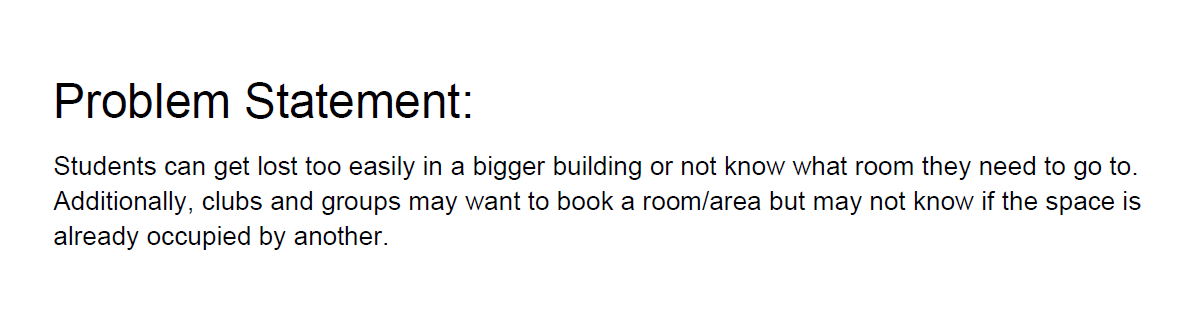 Problem Statement:
Students can get lost too easily in a bigger building or not know what room they need to go to.
Additionally, clubs and groups may want to book a room/area but may not know if the space is
already occupied by another.